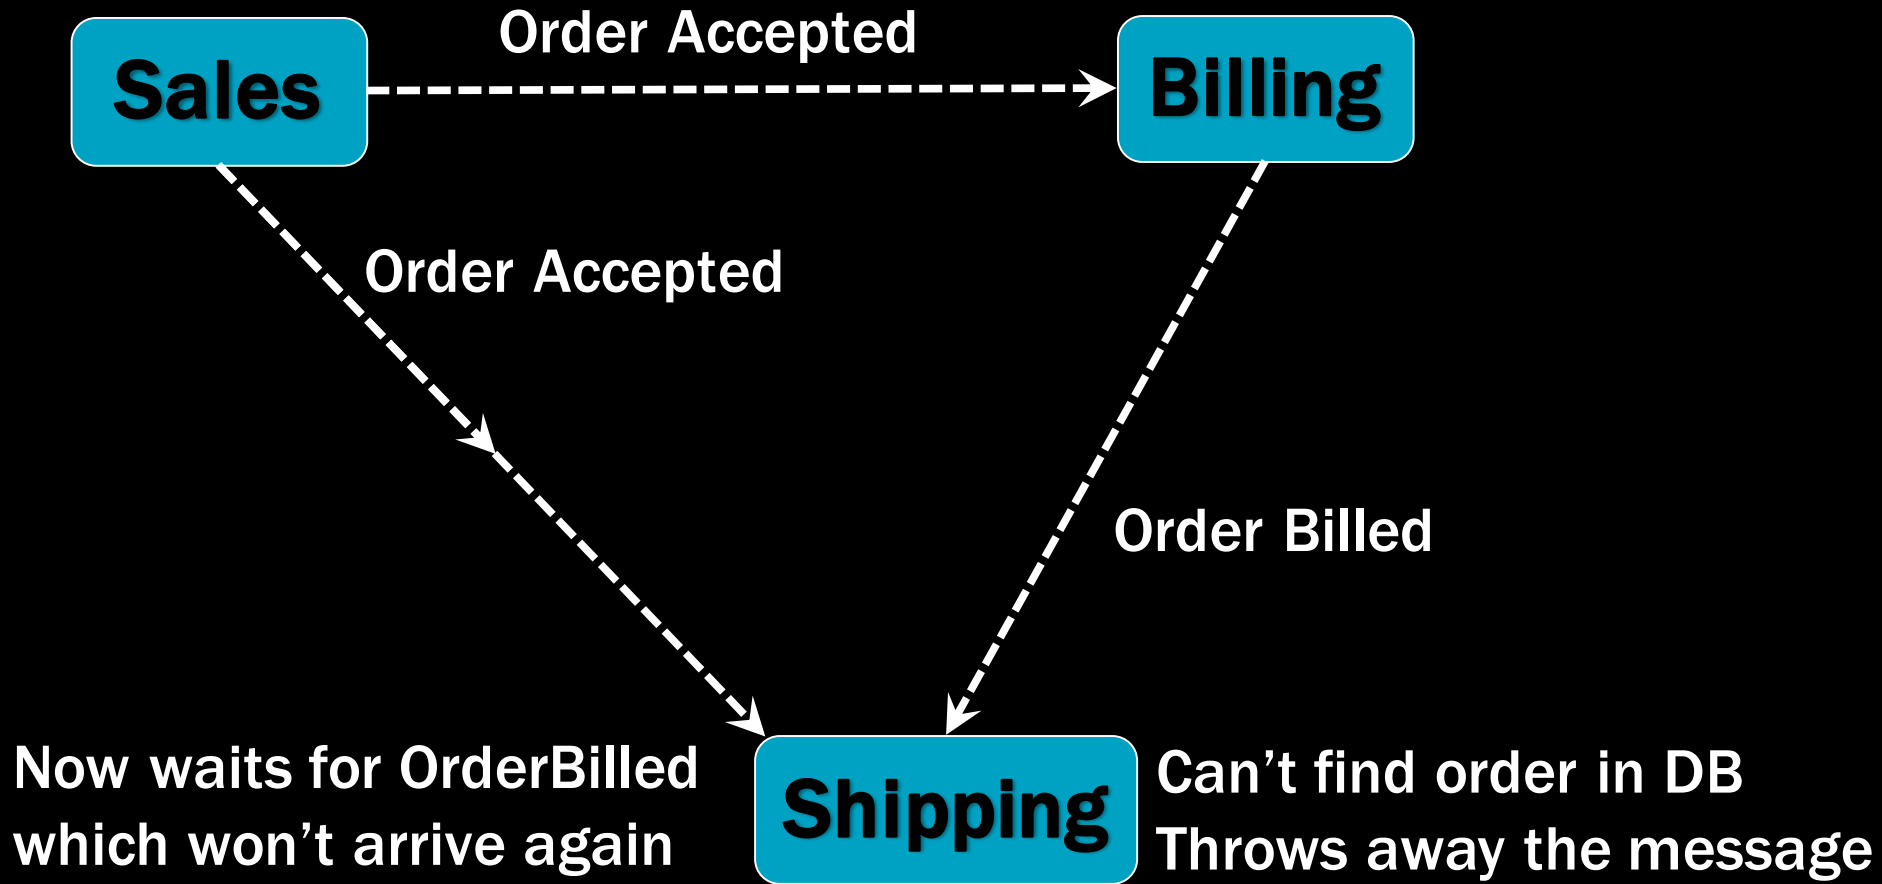 Order Accepted
Sales
Billing
Order Accepted
Order Billed
Now waits for OrderBilled
which won’t arrive again
Shipping
Can’t find order in DB
Throws away the message